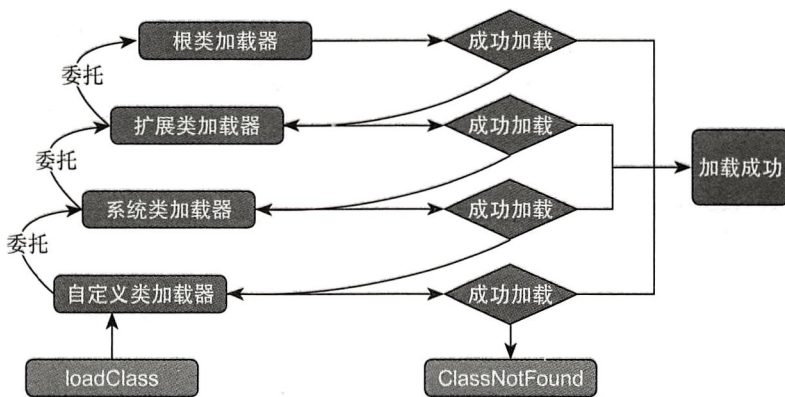 根类加载器
成功加载
委托
扩展类加载器
成功加载
委托
加载成功
系统类加载器
成功加载
委托
自定义类加载器
成功加载
loadClass
ClassNotFound